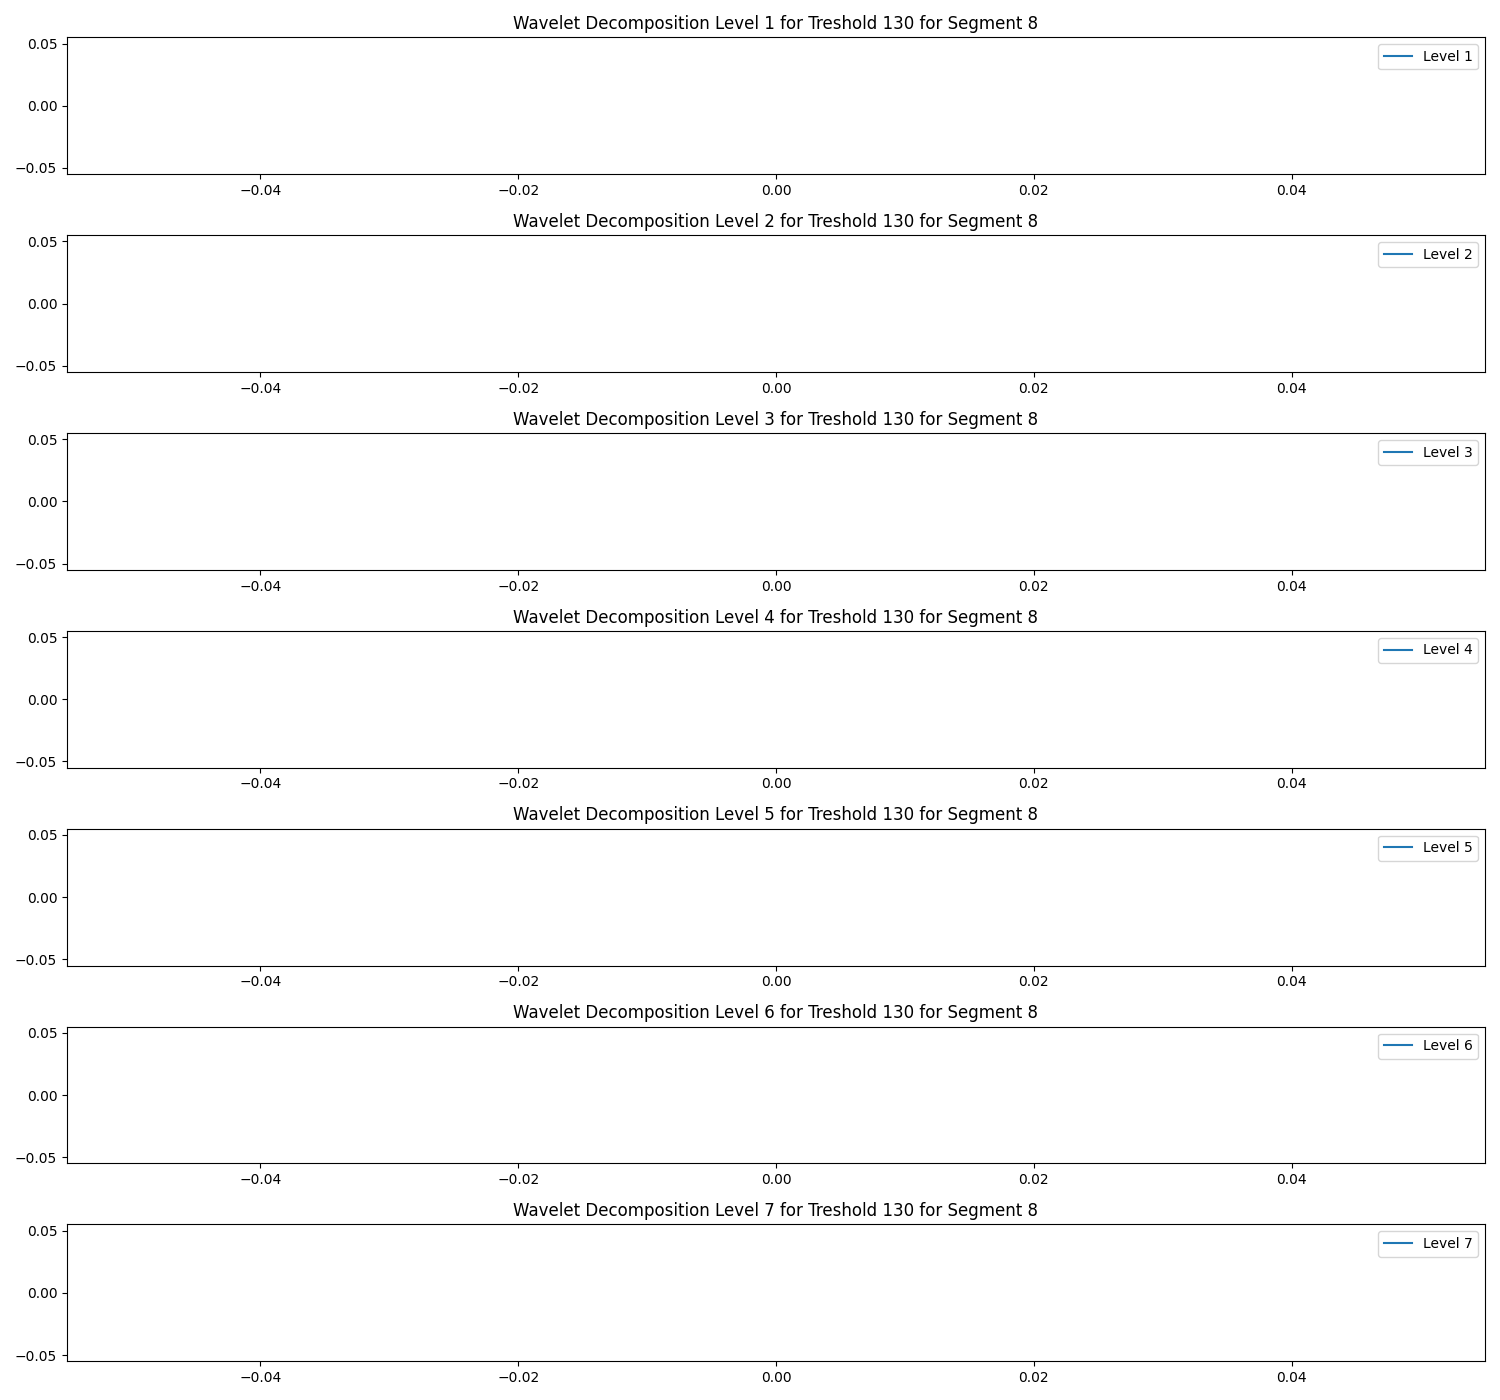 Wavelet Decomposition Level 1 for Treshold 130 for Segment 8
0.05
Level 1
0.00
−0.05
−0.04 −0.02 0.00 0.02 0.04
Wavelet Decomposition Level 2 for Treshold 130 for Segment 8
0.05
Level 2
0.00
−0.05
−0.04 −0.02 0.00 0.02 0.04
Wavelet Decomposition Level 3 for Treshold 130 for Segment 8
0.05
Level 3
0.00
−0.05
−0.04 −0.02 0.00 0.02 0.04
Wavelet Decomposition Level 4 for Treshold 130 for Segment 8
0.05
Level 4
0.00
−0.05
−0.04 −0.02 0.00 0.02 0.04
Wavelet Decomposition Level 5 for Treshold 130 for Segment 8
0.05
Level 5
0.00
−0.05
−0.04 −0.02 0.00 0.02 0.04
Wavelet Decomposition Level 6 for Treshold 130 for Segment 8
0.05
Level 6
0.00
−0.05
−0.04 −0.02 0.00 0.02 0.04
Wavelet Decomposition Level 7 for Treshold 130 for Segment 8
0.05
Level 7
0.00
−0.05
−0.04 −0.02 0.00 0.02 0.04